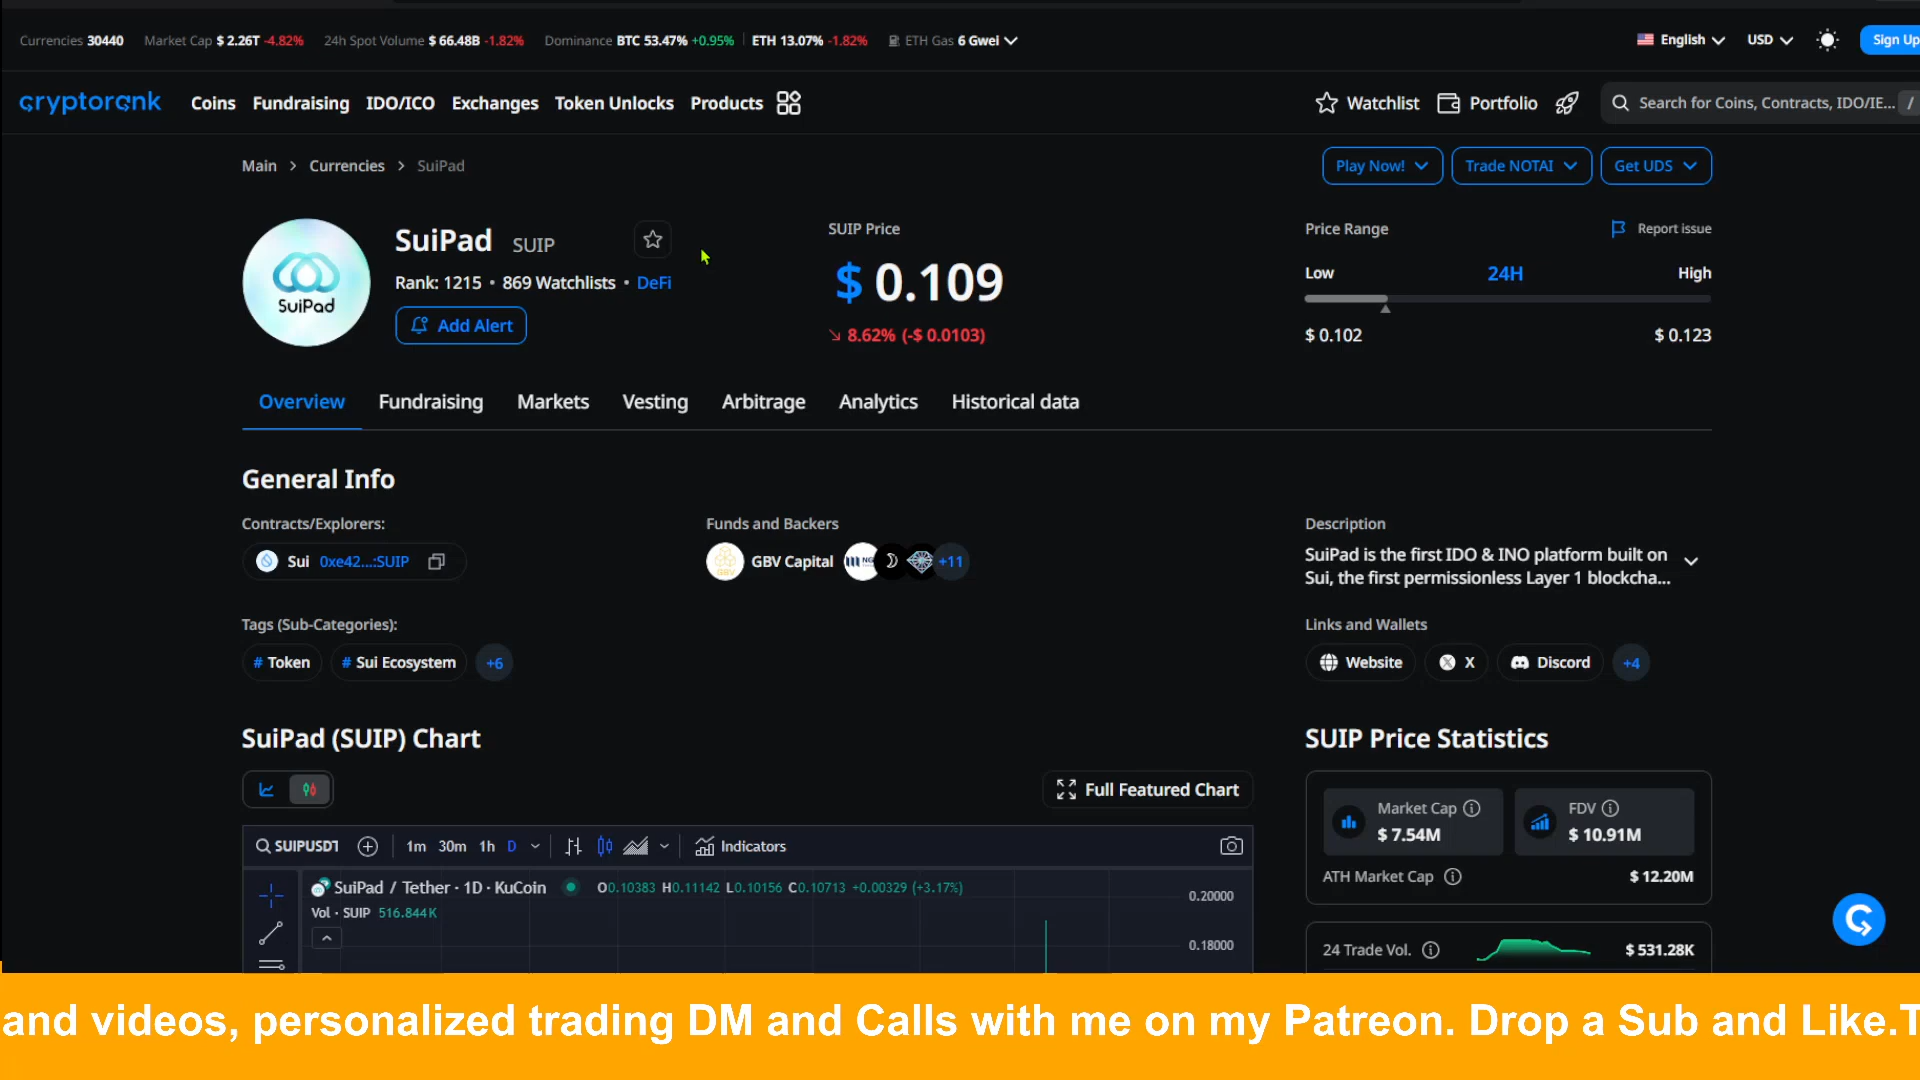 Currencies 30440 Market Cap $ 2.26T -4.82% 24h Spot Volume $ 66.48B -1.82% Dominance BTC 53.47% +0.95% ETH 13.07% -1.82% ETH Gas 6 Gwei English USD Sign Up
cryptorank Coins Fundraising IDO/ICO Exchanges Token Unlocks Products Watchlist Portfolio Search for Coins, Contracts, IDO/IE... /
Main > Currencies > SuiPad Play Now! Trade NOTAI Get UDS
SuiPad SUIP
SuiPad
Rank: 1215 • 869 Watchlists • DeFi
Add Alert
SUIP Price
$ 0.109
8.62% (-$ 0.0103)
Price Range Report issue
Low 24H High
$ 0.102 $ 0.123
Overview Fundraising Markets Vesting Arbitrage Analytics Historical data
General Info
Contracts/Explorers:
Sui 0xe42...:SUIP
Funds and Backers
GBV
GBV Capital +11
Description
SuiPad is the first IDO & INO platform built on
Sui, the first permissionless Layer 1 blockcha...
Tags (Sub-Categories):
# Token # Sui Ecosystem +6
Links and Wallets
Website X Discord +4
SuiPad (SUIP) Chart
Full Featured Chart
SUIPUSDT 1m 30m 1h D Indicators
SuiPad / Tether · 1D · KuCoin O0.10383 H0.11142 L0.10156 C0.10713 +0.00329 (+3.17%)
Vol · SUIP 516.844K
0.20000
0.18000
SUIP Price Statistics
Market Cap
$ 7.54M
FDV
$ 10.91M
ATH Market Cap $ 12.20M
24 Trade Vol. $ 531.28K
and videos, personalized trading DM and Calls with me on my Patreon. Drop a Sub and Like.T